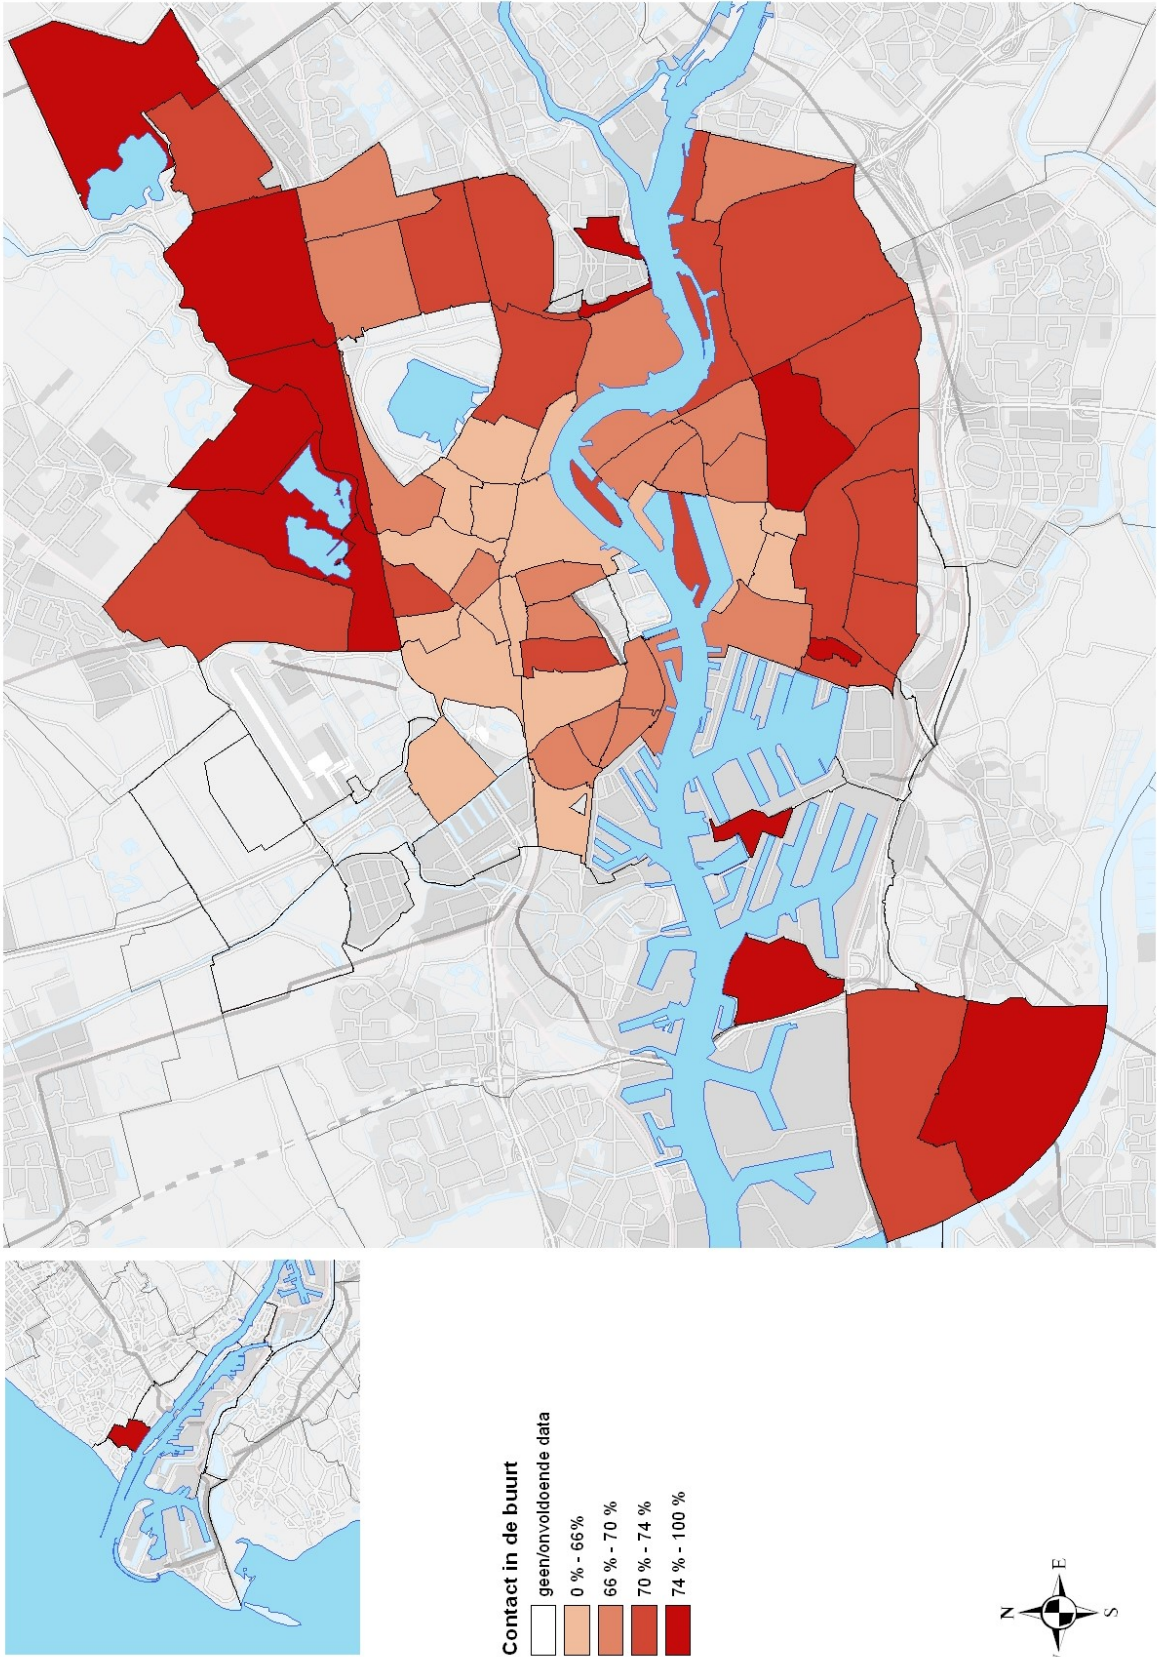 Contact in de buurt
geen/onvoldoende data
0 % - 66%
66 % - 70 %
70 % - 74 %
74 % - 100 %
N
E
S